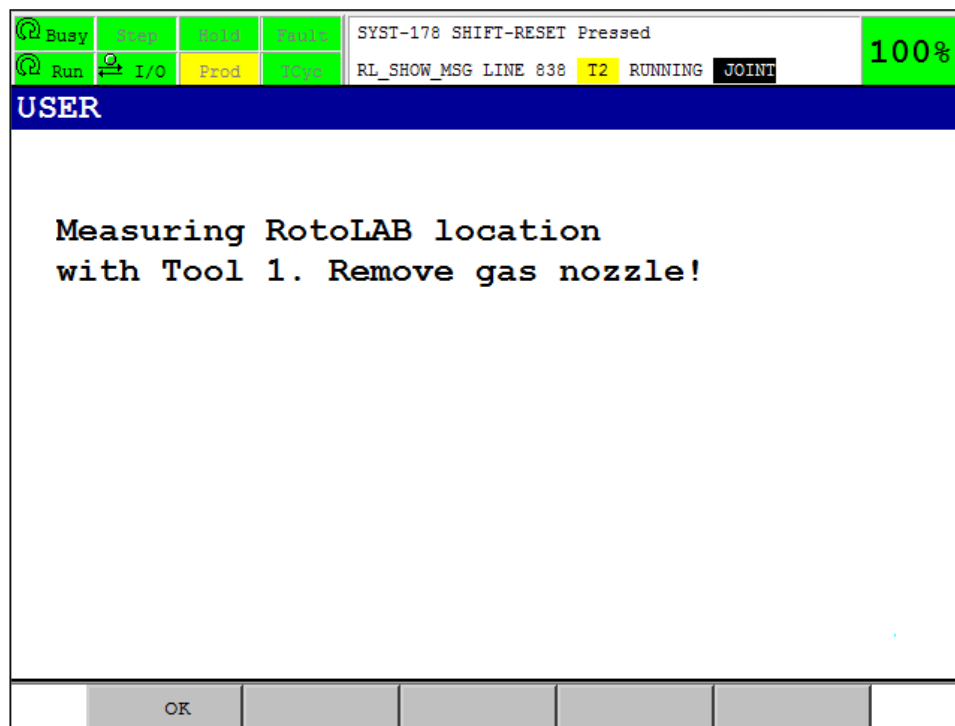 Busy Step Hold Fault SYST-178 SHIFT-RESET Pressed
Run I/O Prod TCyc RL_SHOW_MSG LINE 838 T2 RUNNING JOINT 100%
USER
Measuring RotoLAB location
with Tool 1. Remove gas nozzle!
OK